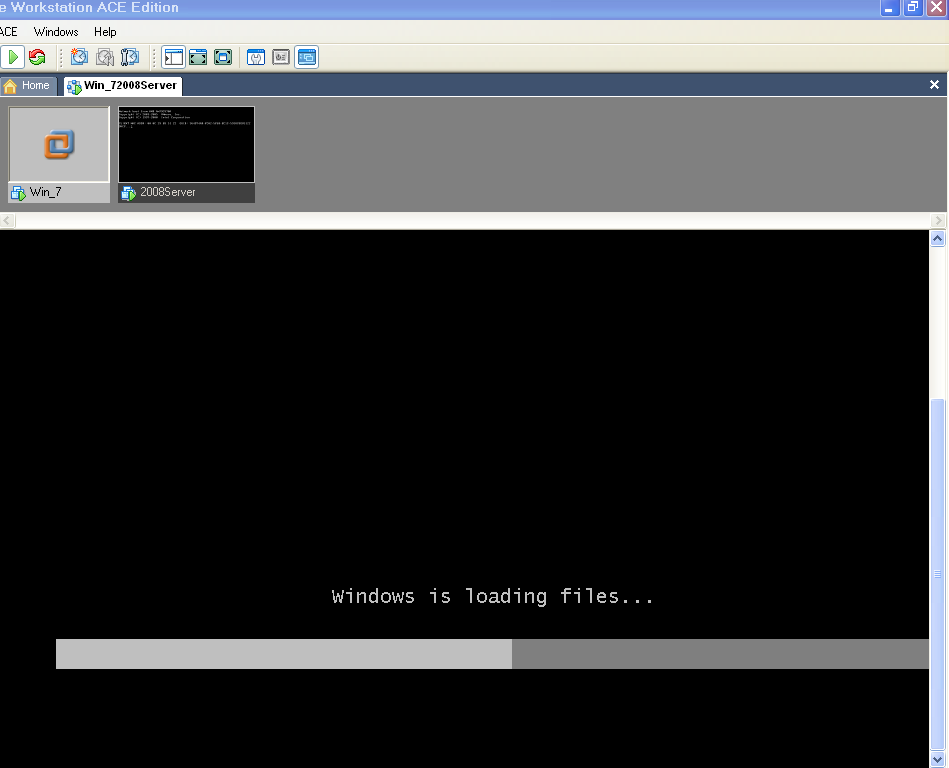 e Workstation ACE Edition
ACE Windows Help
Home Win_72008Server
Win_7 2008Server
Windows is loading files...